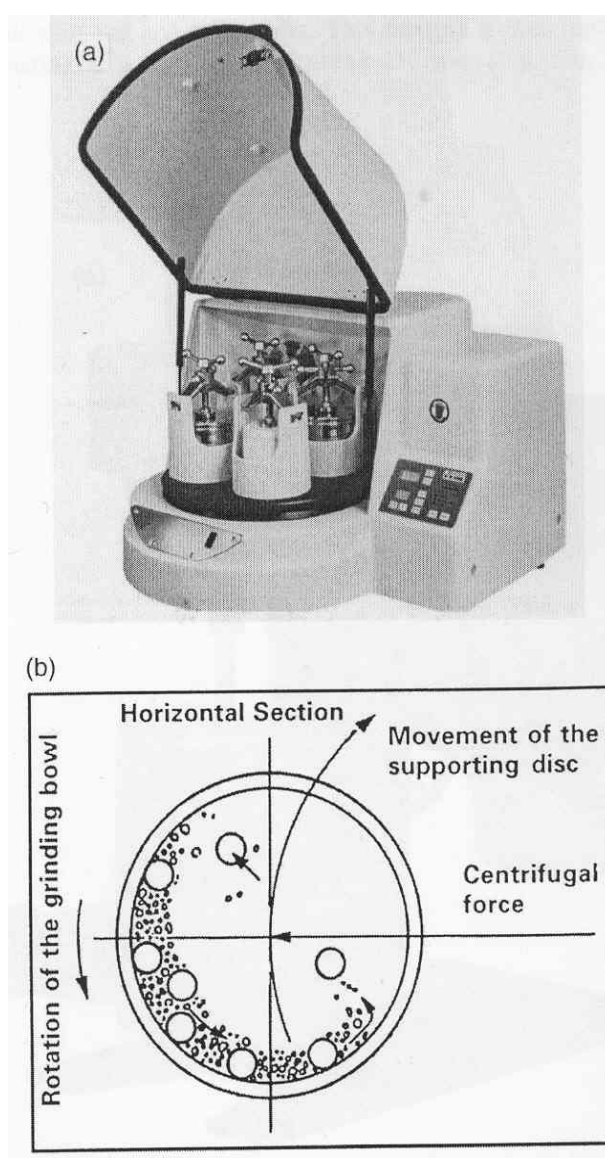 (a)
(b)
Horizontal Section
Movement of the
supporting disc
Rotation of the grinding bowl
Centrifugal
force